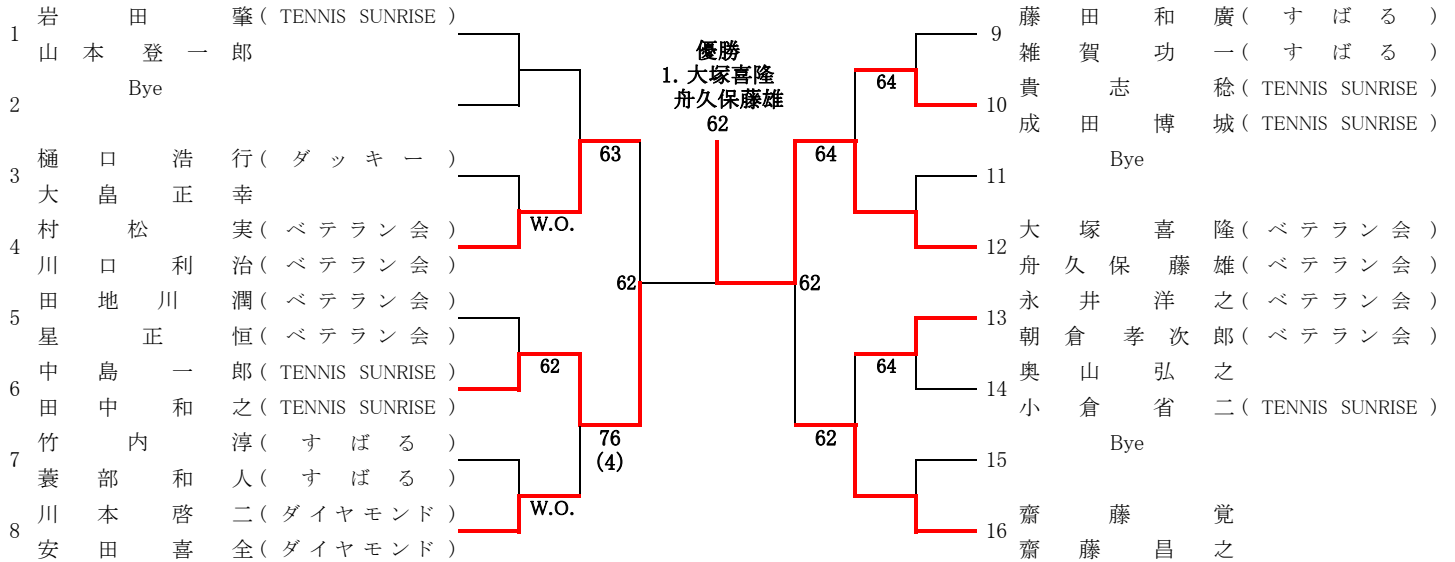 1
岩田肇(TENNIS SUNRISE)
山本登一郎
2
Bye
3
樋口浩行(ダッキー)
大畠正幸
4
村松実(ベテラン会)
川口利治(ベテラン会)
5
田地川潤(ベテラン会)
星正恒(ベテラン会)
6
中島一郎(TENNIS SUNRISE)
田中和之(TENNIS SUNRISE)
7
竹内淳(すばる)
蓑部和人(すばる)
8
川本啓二(ダイヤモンド)
安田喜全(ダイヤモンド)
W.O.
62
W.O.
63
76
(4)
62
優勝
1. 大塚喜隆
舟久保藤雄
62
62
64
62
64
64
9
藤田和廣(すばる)
雑賀功一(すばる)
10
貴志稔(TENNIS SUNRISE)
成田博城(TENNIS SUNRISE)
11
Bye
12
大塚喜隆(ベテラン会)
舟久保藤雄(ベテラン会)
13
永井洋之(ベテラン会)
朝倉孝次郎(ベテラン会)
14
奥山弘之
小倉省二(TENNIS SUNRISE)
15
Bye
16
齋藤覚
齋藤昌之